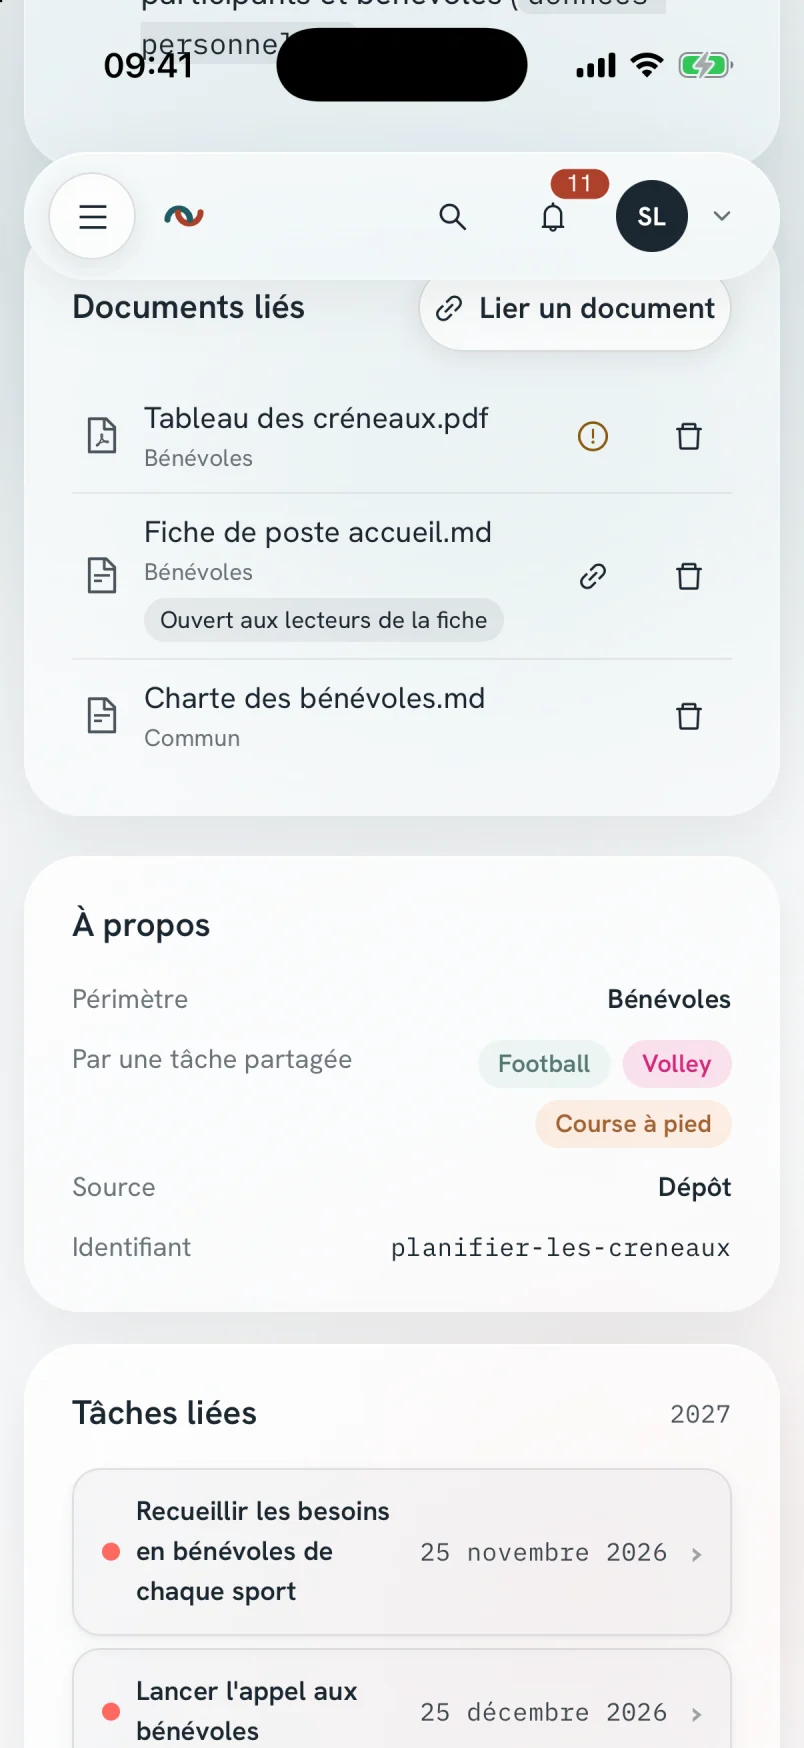 09:41
11
SL
Documents liés
Lier un document
Tableau des créneaux.pdf
Bénévoles
Fiche de poste accueil.md
Bénévoles
Ouvert aux lecteurs de la fiche
Charte des bénévoles.md
Commun
À propos
Périmètre
Bénévoles
Par une tâche partagée
Football
Volley
Course à pied
Source
Dépôt
Identifiant
planifier-les-creneaux
Tâches liées
2027
Recueillir les besoins
en bénévoles de
chaque sport
25 novembre 2026
Lancer l'appel aux
bénévoles
25 décembre 2026